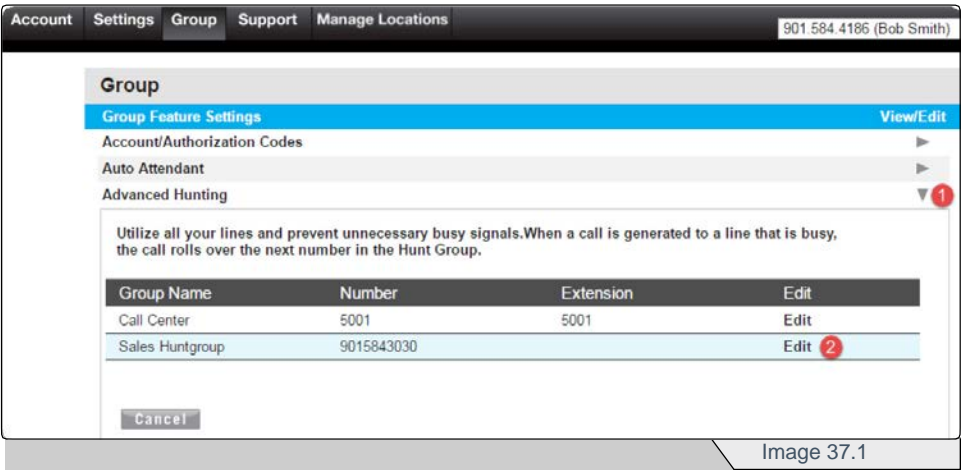 Account Settings Group Support Manage Locations
901.584.4186 (Bob Smith)
Group
Group Feature Settings View/Edit
Account/Authorization Codes
Auto Attendant
Advanced Hunting 1
Utilize all your lines and prevent unnecessary busy signals.When a call is generated to a line that is busy,
the call rolls over the next number in the Hunt Group.
Group Name Number Extension Edit
Call Center 5001 5001 Edit
Sales Huntgroup 9015843030 Edit 2
Cancel
Image 37.1